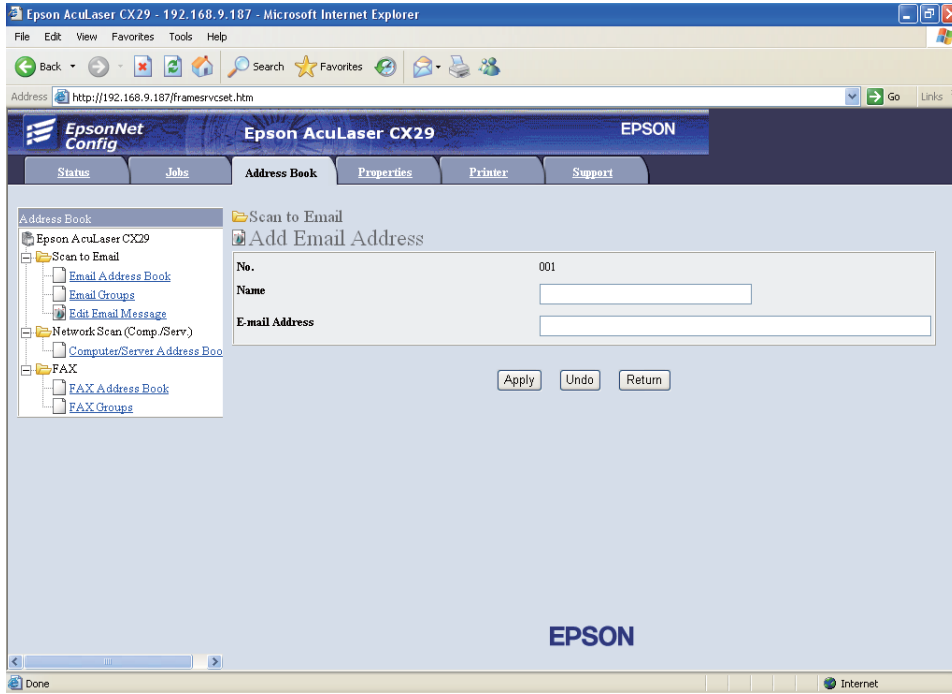 Epson AcuLaser CX29 - 192.168.9.187 - Microsoft Internet Explorer
File Edit View Favorites Tools Help
Back Search Favorites
Address http://192.168.9.187/framesrvcset.htm Go Links
EpsonNet
Config
Epson AcuLaser CX29
EPSON
Status Jobs Address Book Properties Printer Support
Address Book
Epson AcuLaser CX29
Scan to Email
Email Address Book
Email Groups
Edit Email Message
Network Scan (Comp./Serv.)
Computer/Server Address Boo
FAX
FAX Address Book
FAX Groups
Scan to Email
Add Email Address
No. 001
Name
E-mail Address
Apply Undo Return
EPSON
Done Internet